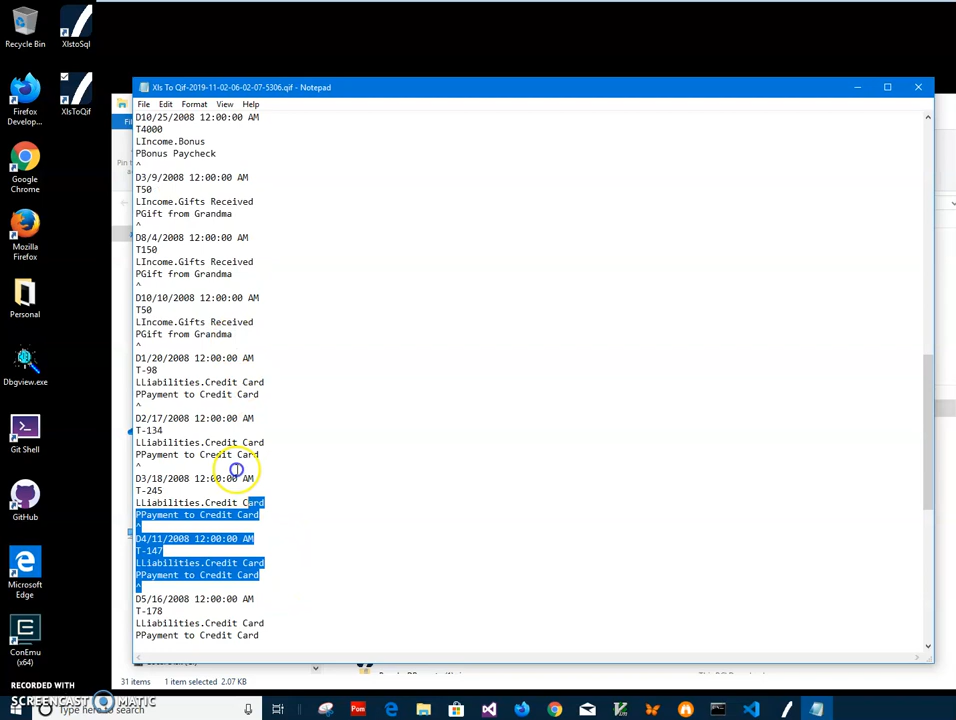 Recycle Bin
XlstoSql
Firefox
Develop...
XlsToQif
Google
Chrome
Mozilla
Firefox
Personal
Dbgview.exe
Git Shell
GitHub
Microsoft
Edge
ConEmu
(x64)
Xls To Qif-2019-11-02-06-02-07-5306.qif - Notepad
File Edit Format View Help
D10/25/2008 12:00:00 AM
T4000
LIncome.Bonus
PBonus Paycheck
^
D3/9/2008 12:00:00 AM
T50
LIncome.Gifts Received
PGift from Grandma
^
D8/4/2008 12:00:00 AM
T150
LIncome.Gifts Received
PGift from Grandma
^
D10/10/2008 12:00:00 AM
T50
LIncome.Gifts Received
PGift from Grandma
^
D1/20/2008 12:00:00 AM
T-98
LLiabilities.Credit Card
PPayment to Credit Card
^
D2/17/2008 12:00:00 AM
T-134
LLiabilities.Credit Card
PPayment to Credit Card
^
D3/18/2008 12:00:00 AM
T-245
LLiabilities.Credit Card
PPayment to Credit Card
^
D4/11/2008 12:00:00 AM
T-147
LLiabilities.Credit Card
PPayment to Credit Card
^
D5/16/2008 12:00:00 AM
T-178
LLiabilities.Credit Card
PPayment to Credit Card
31 items 1 item selected 2.07 KB
RECORDED WITH
SCREENCAST MATIC
Type here to search